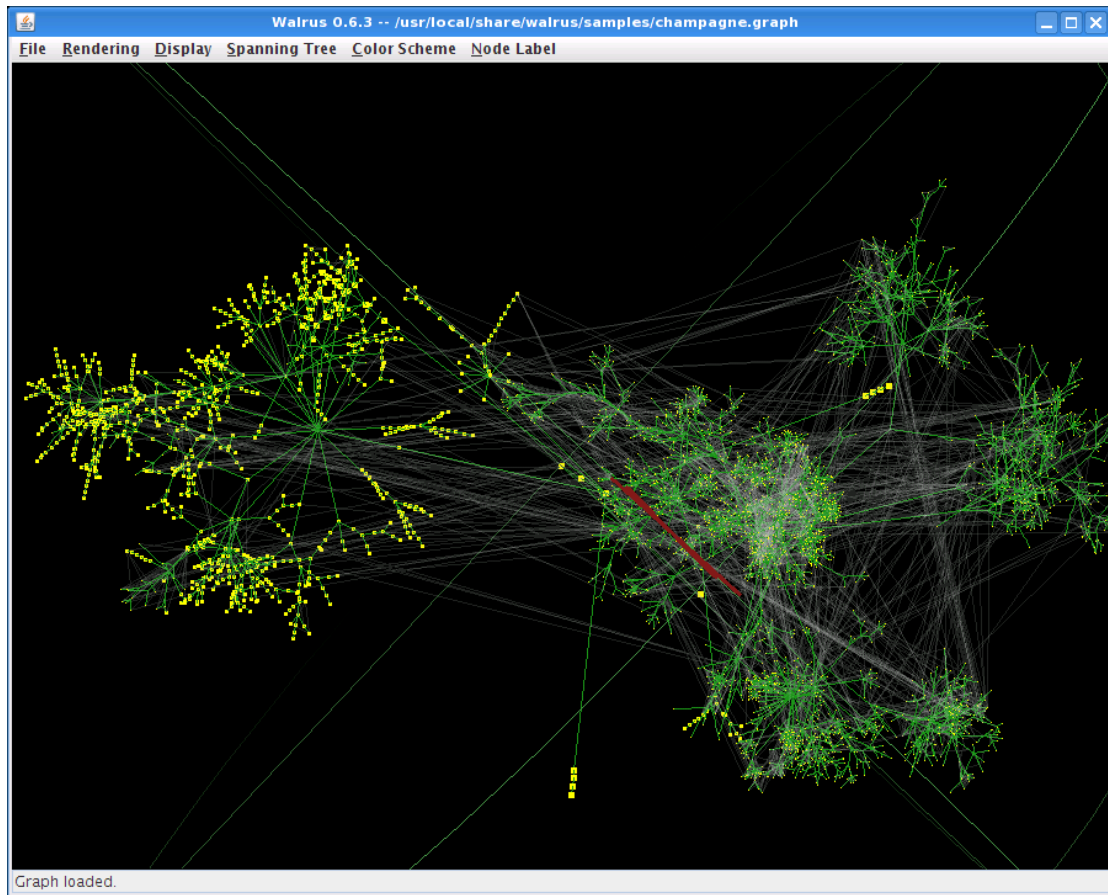 Walrus 0.6.3 -- /usr/local/share/walrus/samples/champagne.graph
File Rendering Display Spanning Tree Color Scheme Node Label
Graph loaded.